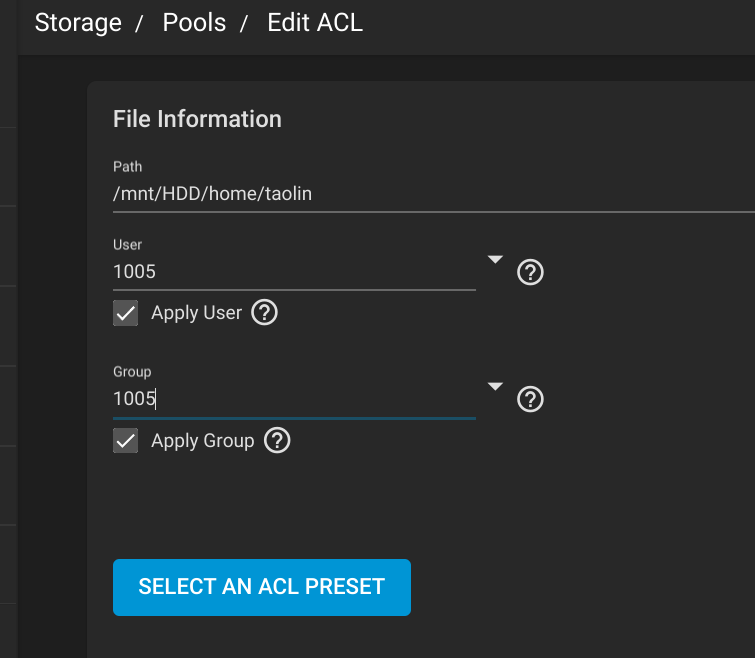 Storage / Pools / Edit ACL
File Information
Path
/mnt/HDD/home/taolin
User
1005
Apply User
Group
1005
Apply Group
SELECT AN ACL PRESET